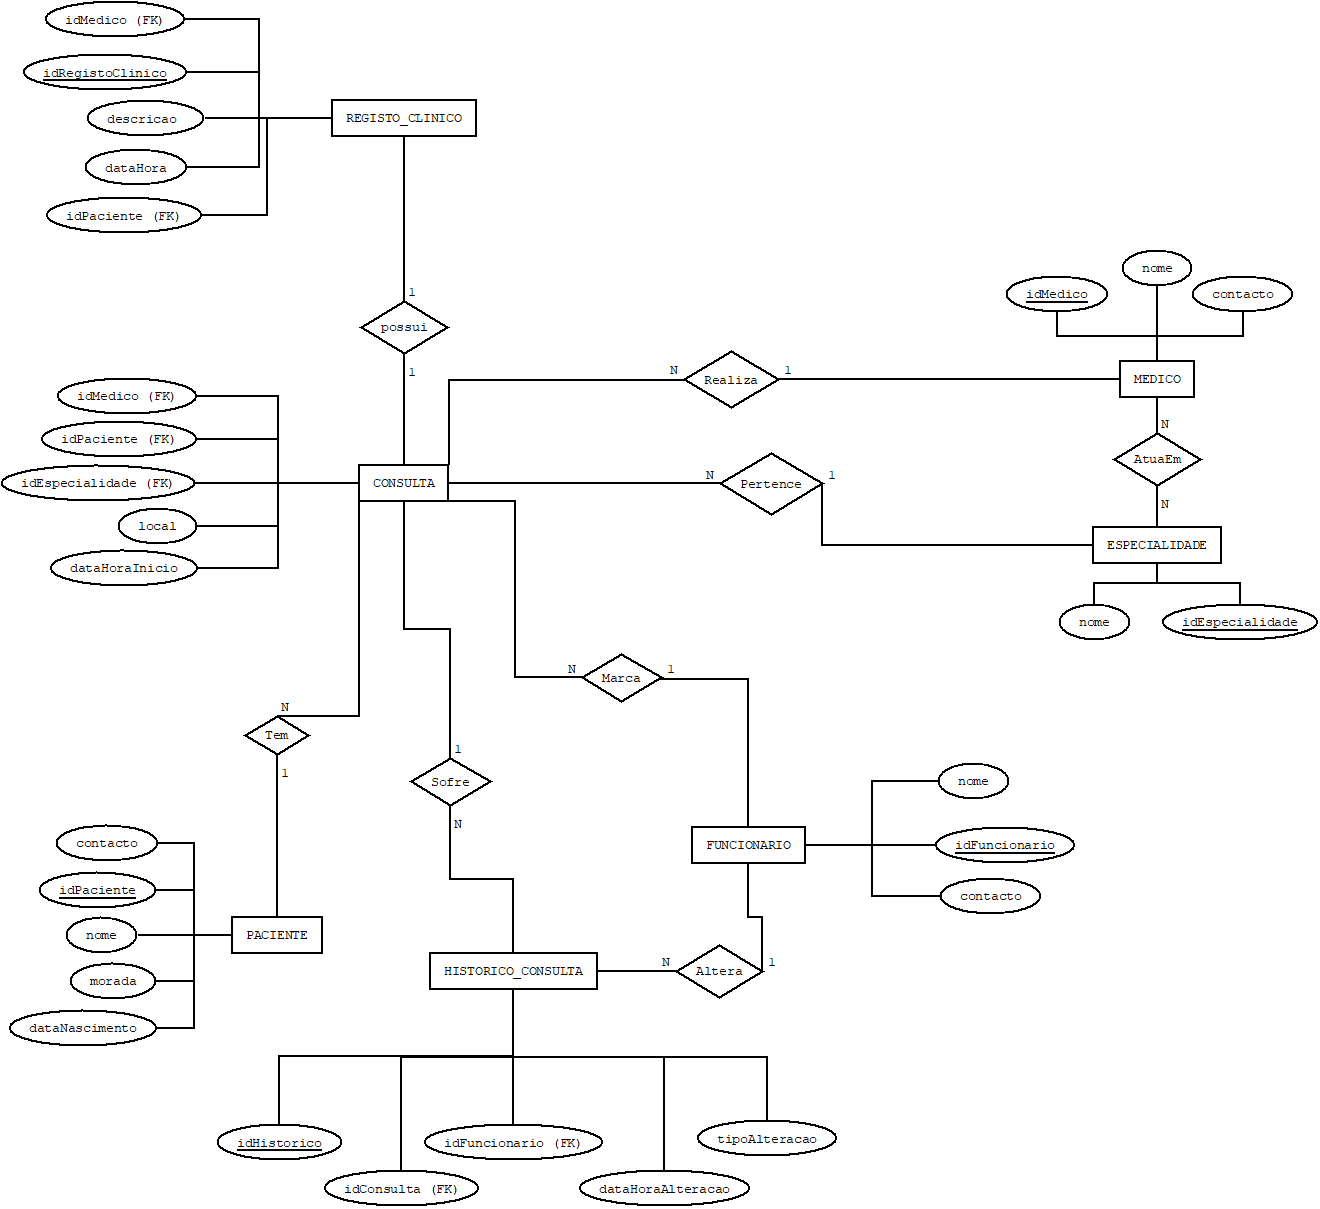 idMedico (FK)
idRegistoClinico
descricao
REGISTO_CLINICO
dataHora
idPaciente (FK)
1
possui
1
nome
idMedico
contacto
N
Realiza
1
MEDICO
N
AtuaEm
N
idMedico (FK)
idPaciente (FK)
idEspecialidade (FK)
CONSULTA
local
dataHoraInicio
N
Pertence
1
ESPECIALIDADE
nome
idEspecialidade
N
Marca
1
N
Tem
1
1
Sofre
N
nome
FUNCIONARIO
idFuncionario
contacto
contacto
idPaciente
nome
PACIENTE
morada
dataNascimento
HISTORICO_CONSULTA
N
Altera
1
idHistorico
idFuncionario (FK)
tipoAlteracao
idConsulta (FK)
dataHoraAlteracao